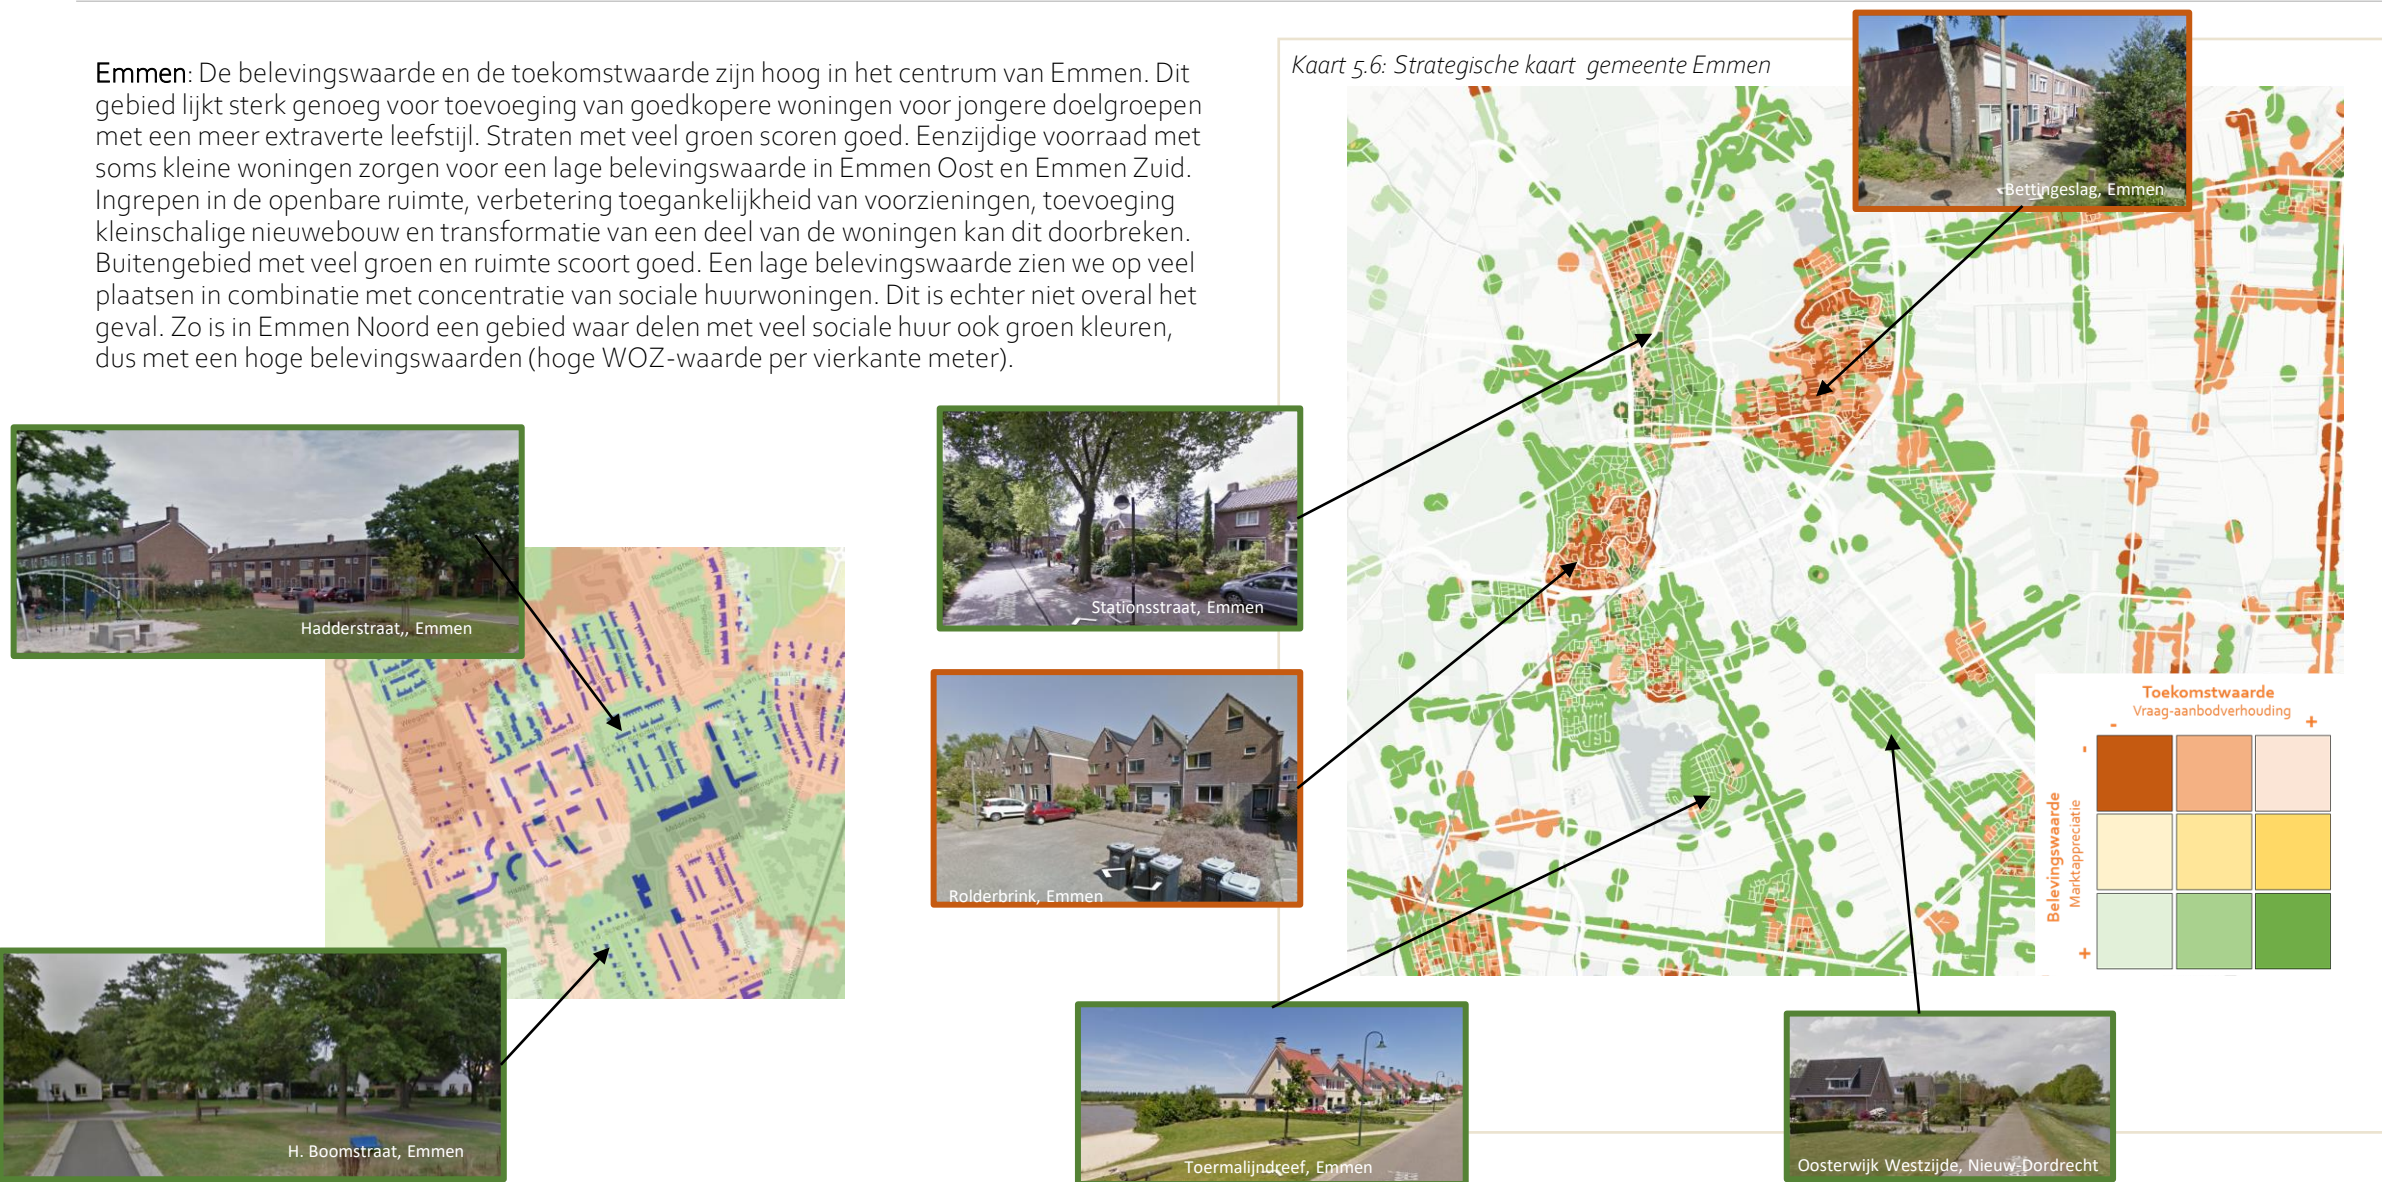 Emmen: De belevingswaarde en de toekomstwaarde zijn hoog in het centrum van Emmen. Dit
gebied lijkt sterk genoeg voor toevoeging van goedkopere woningen voor jongere doelgroepen
met een meer extraverte leefstijl. Straten met veel groen scoren goed. Eenzijdige voorraad met
soms kleine woningen zorgen voor een lage belevingswaarde in Emmen Oost en Emmen Zuid.
Ingrepen in de openbare ruimte, verbetering toegankelijkheid van voorzieningen, toevoeging
kleinschalige nieuwebouw en transformatie van een deel van de woningen kan dit doorbreken.
Buitengebied met veel groen en ruimte scoort goed. Een lage belevingswaarde zien we op veel
plaatsen in combinatie met concentratie van sociale huurwoningen. Dit is echter niet overal het
geval. Zo is in Emmen Noord een gebied waar delen met veel sociale huur ook groen kleuren,
dus met een hoge belevingswaarden (hoge WOZ-waarde per vierkante meter).
Kaart 5.6: Strategische kaart gemeente Emmen
Bettingeslag, Emmen
Hadderstraat,, Emmen
Stationsstraat, Emmen
Rolderbrink, Emmen
H. Boomstraat, Emmen
Toermalijndreef, Emmen
Oosterwijk Westzijde, Nieuw-Dordrecht
Toekomstwaarde
Vraag-aanbodverhouding
- +
-
Belevingswaarde
Marktappreciatie
+